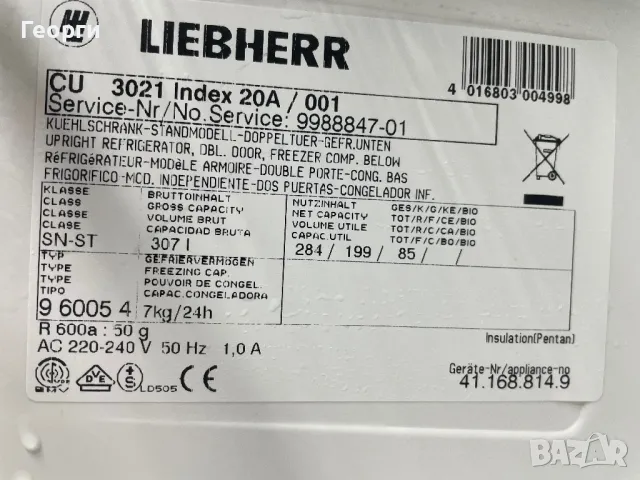 Георги
LIEBHERR
4 016803 004998
CU 3021 Index 20A / 001
Service-Nr/No.Service: 9988847-01
KUEHLSCHRANK-STANDMODELL-DOPPELTUER-GEFR.UNTEN
UPRIGHT REFRIGERATOR, DBL. DOOR, FREEZER COMP. BELOW
RéFRIGéRATEUR-MODèLE ARMOIRE-DOUBLE PORTE-CONG. BAS
FRIGORIFICO-MOD. INDEPENDIENTE-DOS PUERTAS-CONGELADOR INF.
KLASSE BRUTTOINHALT NUTZINHALT GES/K/G/KE/BIO
CLASS GROSS CAPACITY NET CAPACITY TOT/R/F/CE/BIO
CLASSE VOLUME BRUT VOLUME UTILE TOT/R/C/CA/BIO
CLASE CAPACIDAD BRUTA CAPAC.UTIL TOT/F/C/BO/BIO
SN-ST 307 l 284 / 199 / 85 / /
TYP GEFRIERVERMÖGEN
TYPE FREEZING CAP.
TYPE POUVOIR DE CONGEL.
TIPO CAPAC.CONGELADORA
9 6005 4 7kg/24h
R 600a : 50 g
AC 220-240 V 50 Hz 1,0 A
Insulation(Pentan)
Geräte-Nr/appliance-no
41.168.814.9
DVE S LD505 CE
BAZAR
bg